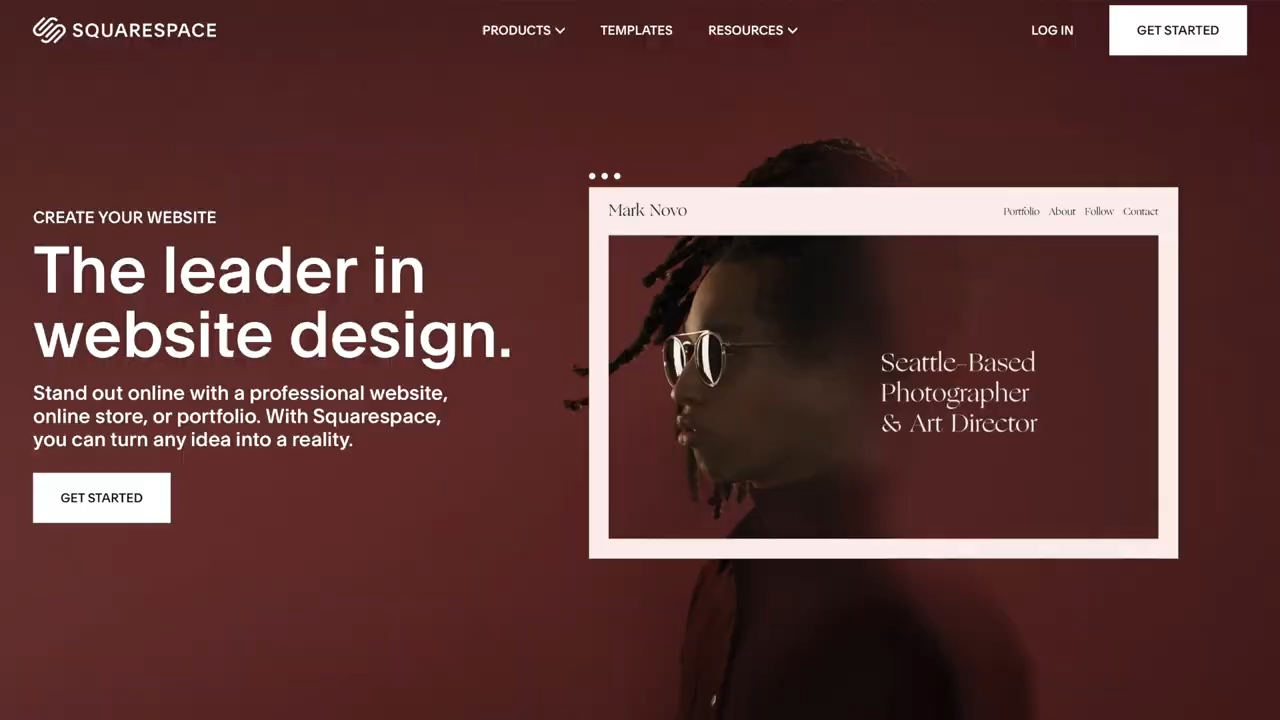 SQUARESPACE
PRODUCTS
TEMPLATES
RESOURCES
LOG IN
GET STARTED
CREATE YOUR WEBSITE
The leader in
website design.
Stand out online with a professional website,
online store, or portfolio. With Squarespace,
you can turn any idea into a reality.
GET STARTED
Mark Novo
Portfolio About Follow Contact
Seattle-Based
Photographer
& Art Director